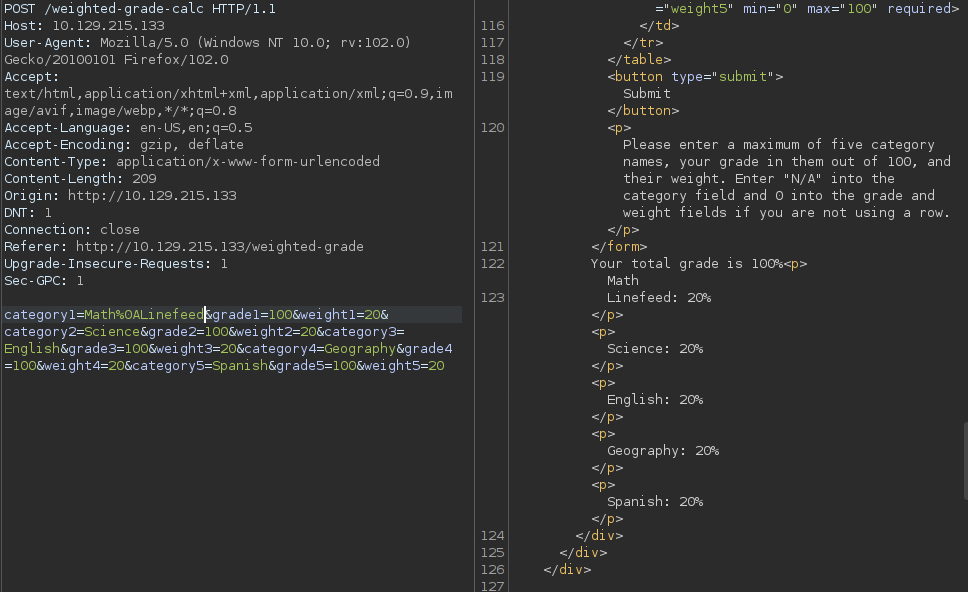 POST /weighted-grade-calc HTTP/1.1
Host: 10.129.215.133
User-Agent: Mozilla/5.0 (Windows NT 10.0; rv:102.0)
Gecko/20100101 Firefox/102.0
Accept:
text/html,application/xhtml+xml,application/xml;q=0.9,im
age/avif,image/webp,*/*;q=0.8
Accept-Language: en-US,en;q=0.5
Accept-Encoding: gzip, deflate
Content-Type: application/x-www-form-urlencoded
Content-Length: 209
Origin: http://10.129.215.133
DNT: 1
Connection: close
Referer: http://10.129.215.133/weighted-grade
Upgrade-Insecure-Requests: 1
Sec-GPC: 1
category1=Math%0ALinefeed&grade1=100&weight1=20&
category2=Science&grade2=100&weight2=20&category3=
English&grade3=100&weight3=20&category4=Geography&grade4
=100&weight4=20&category5=Spanish&grade5=100&weight5=20
="weight5" min="0" max="100" required>
116 </td>
117 </tr>
118 </table>
119 <button type="submit">
Submit
</button>
120 <p>
Please enter a maximum of five category
names, your grade in them out of 100, and
their weight. Enter "N/A" into the
category field and 0 into the grade and
weight fields if you are not using a row.
</p>
121 </form>
122 Your total grade is 100%<p>
Math
123 Linefeed: 20%
</p>
<p>
Science: 20%
</p>
<p>
English: 20%
</p>
<p>
Geography: 20%
</p>
<p>
Spanish: 20%
</p>
124 </div>
125 </div>
126 </div>
127